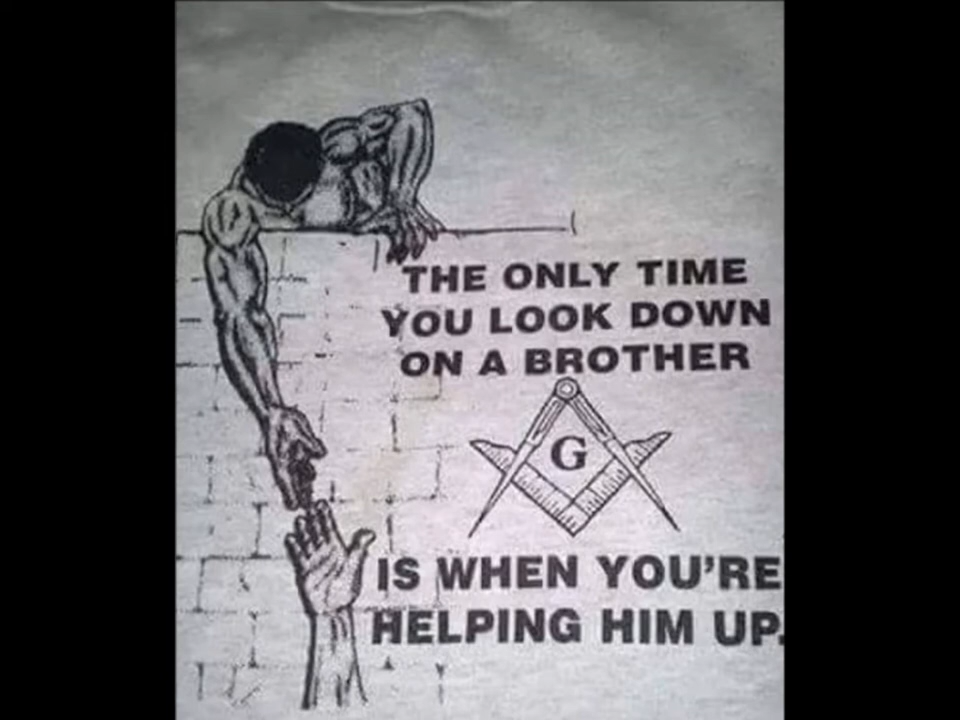 THE ONLY TIME
YOU LOOK DOWN
ON A BROTHER
G
IS WHEN YOU'RE
HELPING HIM UP.